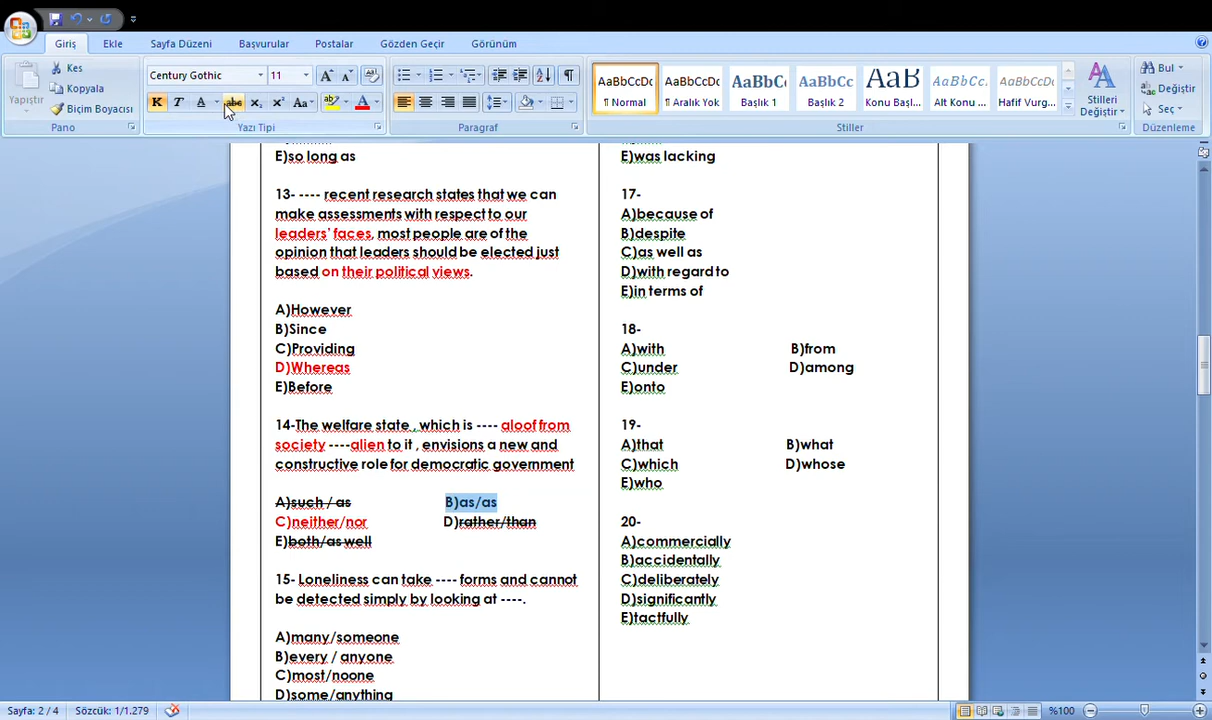 Giriş Ekle Sayfa Düzeni Başvurular Postalar Gözden Geçir Görünüm
Yapıştır
Kes
Kopyala
Biçim Boyacısı
Pano
Century Gothic 11
K T A abc x₂ x² Aa ab A
Yazı Tipi
Paragraf
AaBbCcDc AaBbCcDc AaBbCc AaBbCc AaBbC AaBbCc. AaBbCcDc
¶ Normal ¶ Aralık Yok Başlık 1 Başlık 2 Konu Başl... Alt Konu ... Hafif Vurg...
Stilleri
Değiştir
Stiller
Bul
Değiştir
Seç
Düzenleme
E)so long as
13- ---- recent research states that we can
make assessments with respect to our
leaders' faces, most people are of the
opinion that leaders should be elected just
based on their political views.
A)However
B)Since
C)Providing
D)Whereas
E)Before
14-The welfare state , which is ---- aloof from
society ----alien to it , envisions a new and
constructive role for democratic government
A)such / as B)as/as
C)neither/nor D)rather/than
E)both/as well
15- Loneliness can take ---- forms and cannot
be detected simply by looking at ----.
A)many/someone
B)every / anyone
C)most/noone
D)some/anything
E)was lacking
17-
A)because of
B)despite
C)as well as
D)with regard to
E)in terms of
18-
A)with B)from
C)under D)among
E)onto
19-
A)that B)what
C)which D)whose
E)who
20-
A)commercially
B)accidentally
C)deliberately
D)significantly
E)tactfully
Sayfa: 2 / 4 Sözcük: 1/1.279 %100